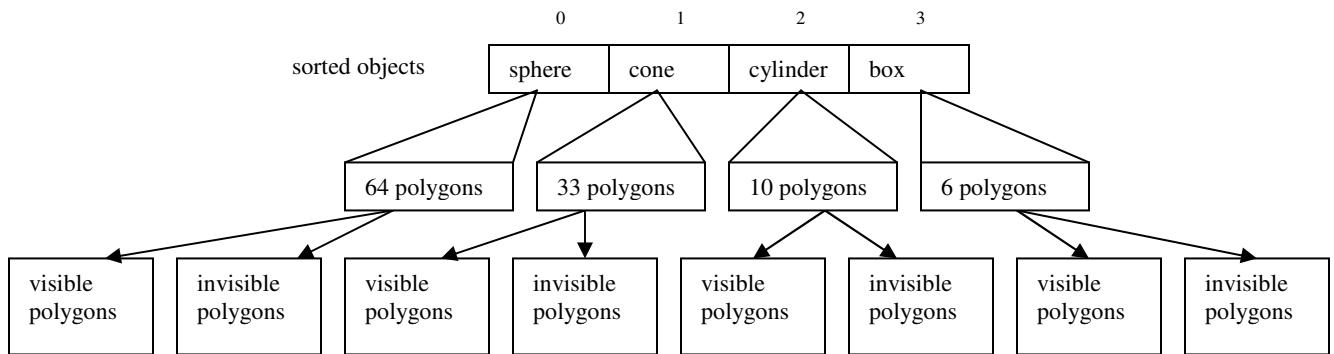 0 1 2 3
sorted objects sphere cone cylinder box
64 polygons 33 polygons 10 polygons 6 polygons
visible invisible visible invisible visible invisible visible invisible
polygons polygons polygons polygons polygons polygons polygons polygons